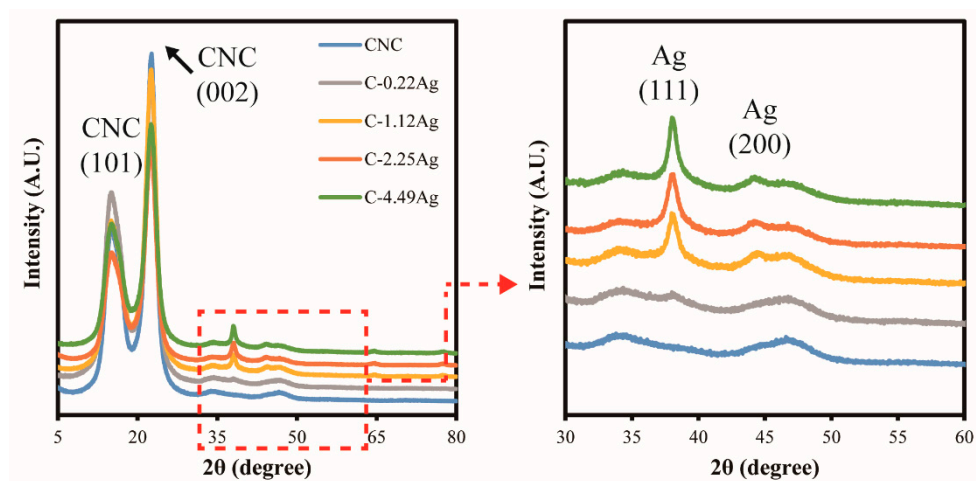 CNC
(002)
CNC
(101)
CNC
C-0.22Ag
C-1.12Ag
C-2.25Ag
C-4.49Ag
Intensity (A.U.)
5 20 35 50 65 80
2θ (degree)
Ag
(111)
Ag
(200)
Intensity (A.U.)
30 35 40 45 50 55 60
2θ (degree)